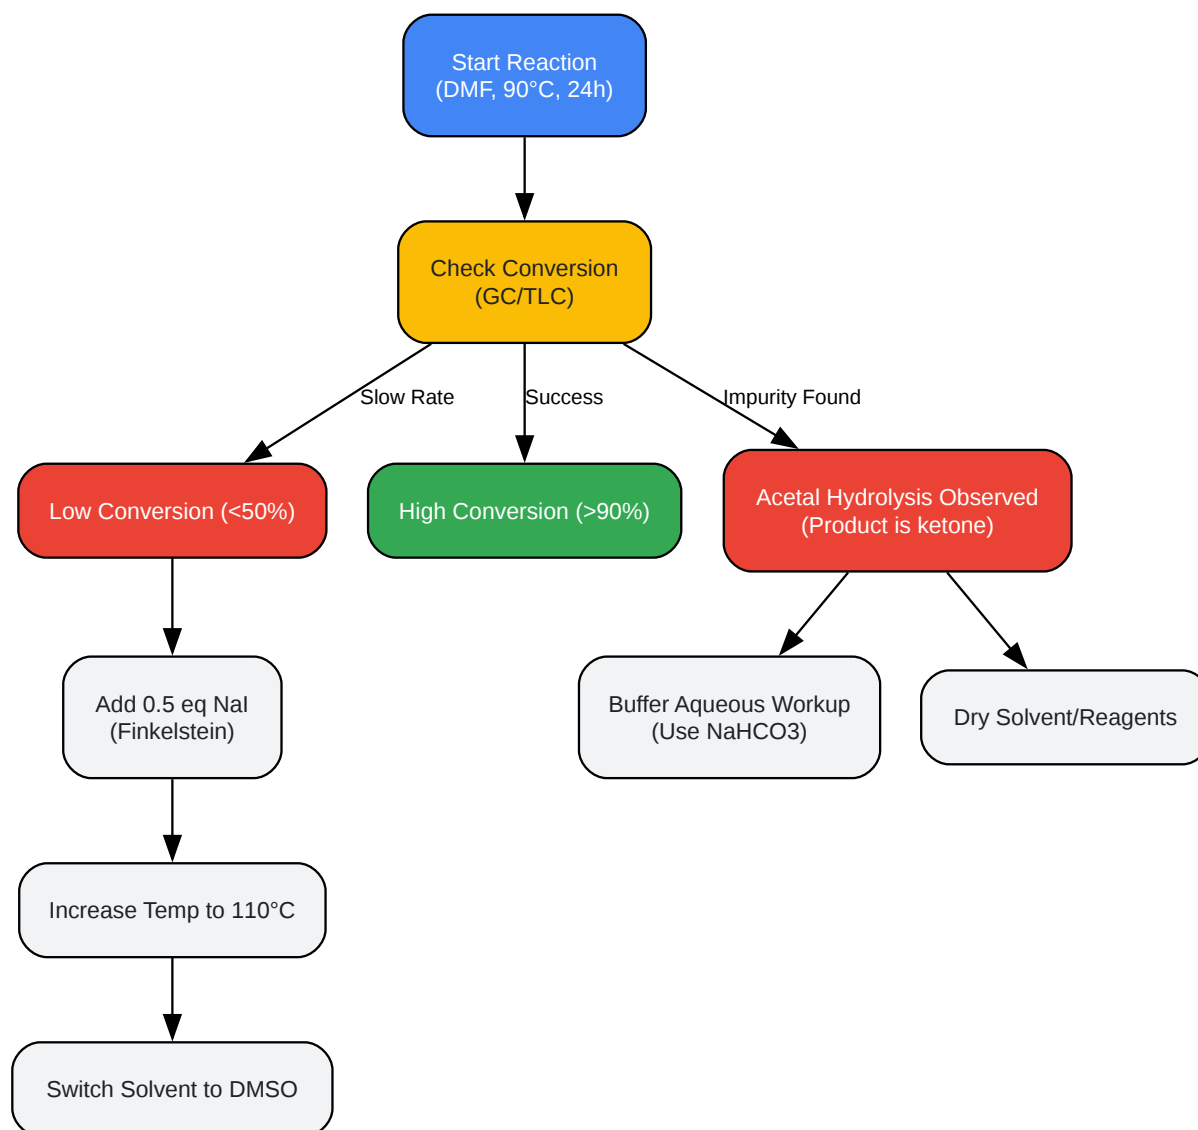 Start Reaction
(DMF, 90°C, 24h)
Check Conversion
(GC/TLC)
Slow Rate
Success
Impurity Found
Low Conversion (<50%)
High Conversion (>90%)
Acetal Hydrolysis Observed
(Product is ketone)
Add 0.5 eq NaI
(Finkelstein)
Buffer Aqueous Workup
(Use NaHCO3)
Dry Solvent/Reagents
Increase Temp to 110°C
Switch Solvent to DMSO